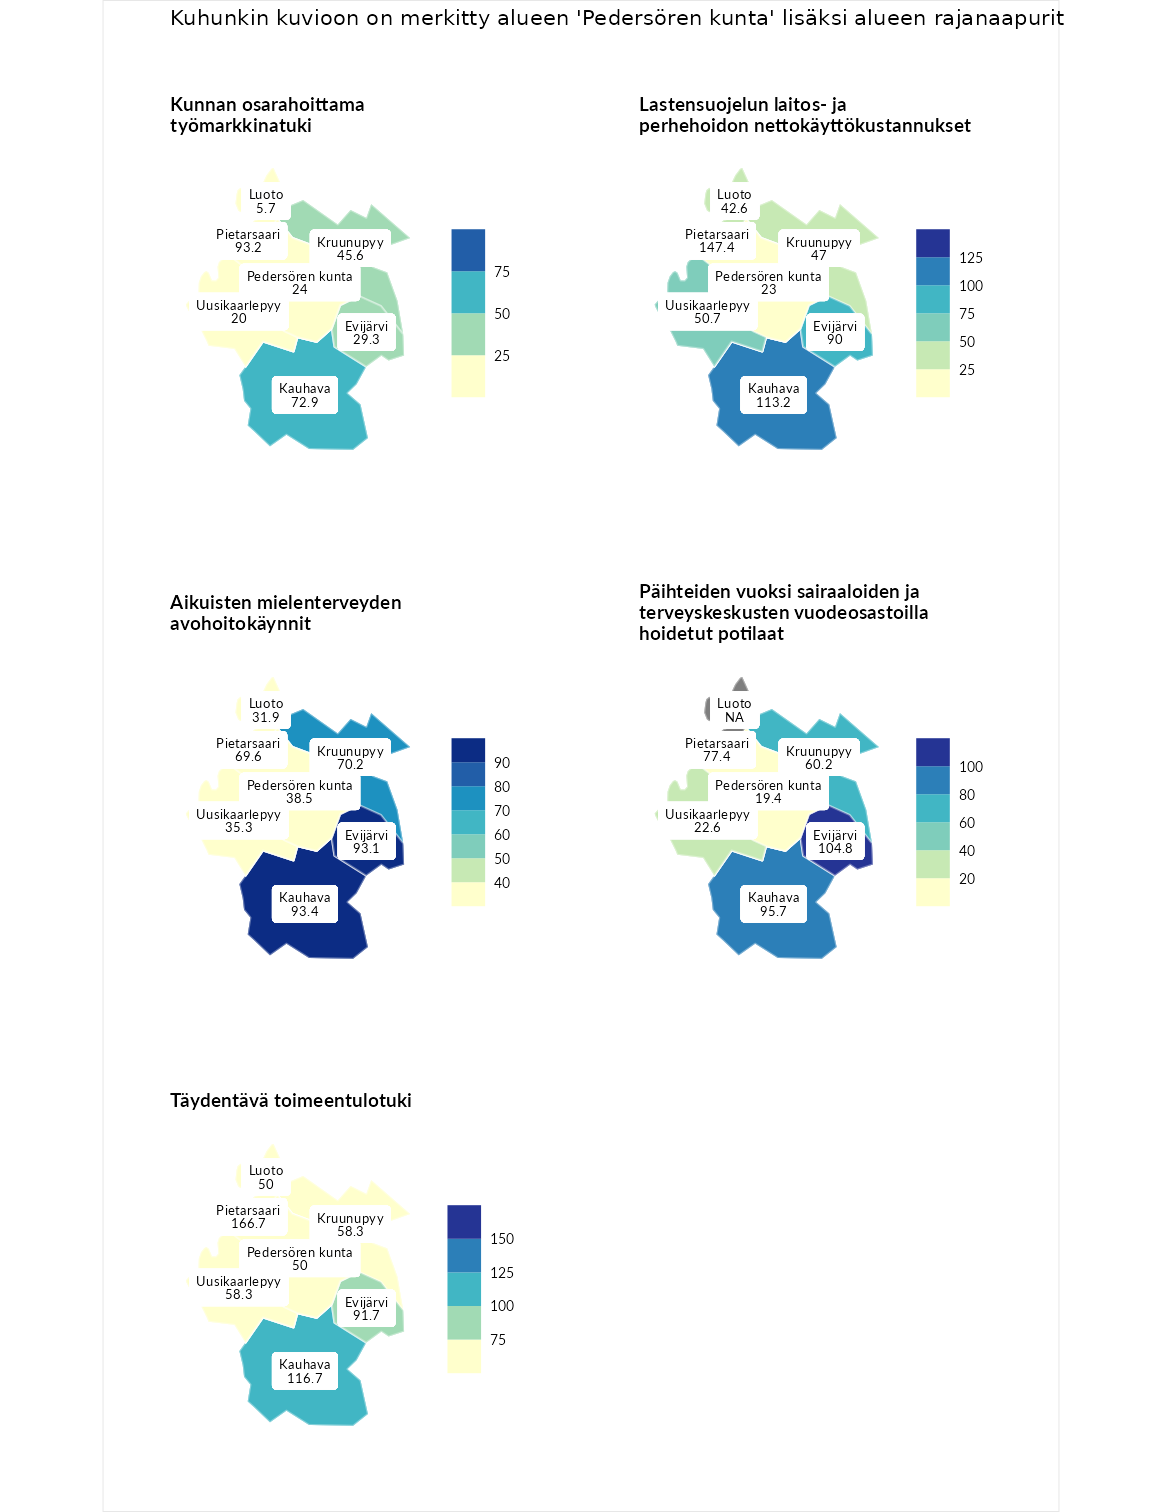 Kuhunkin kuvioon on merkitty alueen 'Pedersören kunta' lisäksi alueen rajanaapurit
Kunnan osarahoittama
työmarkkinatuki
Luoto
5.7
Pietarsaari
93.2
Kruunupyy
45.6
Pedersören kunta
24
Uusikaarlepyy
20
Evijärvi
29.3
Kauhava
72.9
75
50
25
Lastensuojelun laitos- ja
perhehoidon nettokäyttökustannukset
Luoto
42.6
Pietarsaari
147.4
Kruunupyy
47
Pedersören kunta
23
Uusikaarlepyy
50.7
Evijärvi
90
Kauhava
113.2
125
100
75
50
25
Aikuisten mielenterveyden
avohoitokäynnit
Luoto
31.9
Pietarsaari
69.6
Kruunupyy
70.2
Pedersören kunta
38.5
Uusikaarlepyy
35.3
Evijärvi
93.1
Kauhava
93.4
90
80
70
60
50
40
Päihteiden vuoksi sairaaloiden ja
terveyskeskusten vuodeosastoilla
hoidetut potilaat
Luoto
NA
Pietarsaari
77.4
Kruunupyy
60.2
Pedersören kunta
19.4
Uusikaarlepyy
22.6
Evijärvi
104.8
Kauhava
95.7
100
80
60
40
20
Täydentävä toimeentulotuki
Luoto
50
Pietarsaari
166.7
Kruunupyy
58.3
Pedersören kunta
50
Uusikaarlepyy
58.3
Evijärvi
91.7
Kauhava
116.7
150
125
100
75